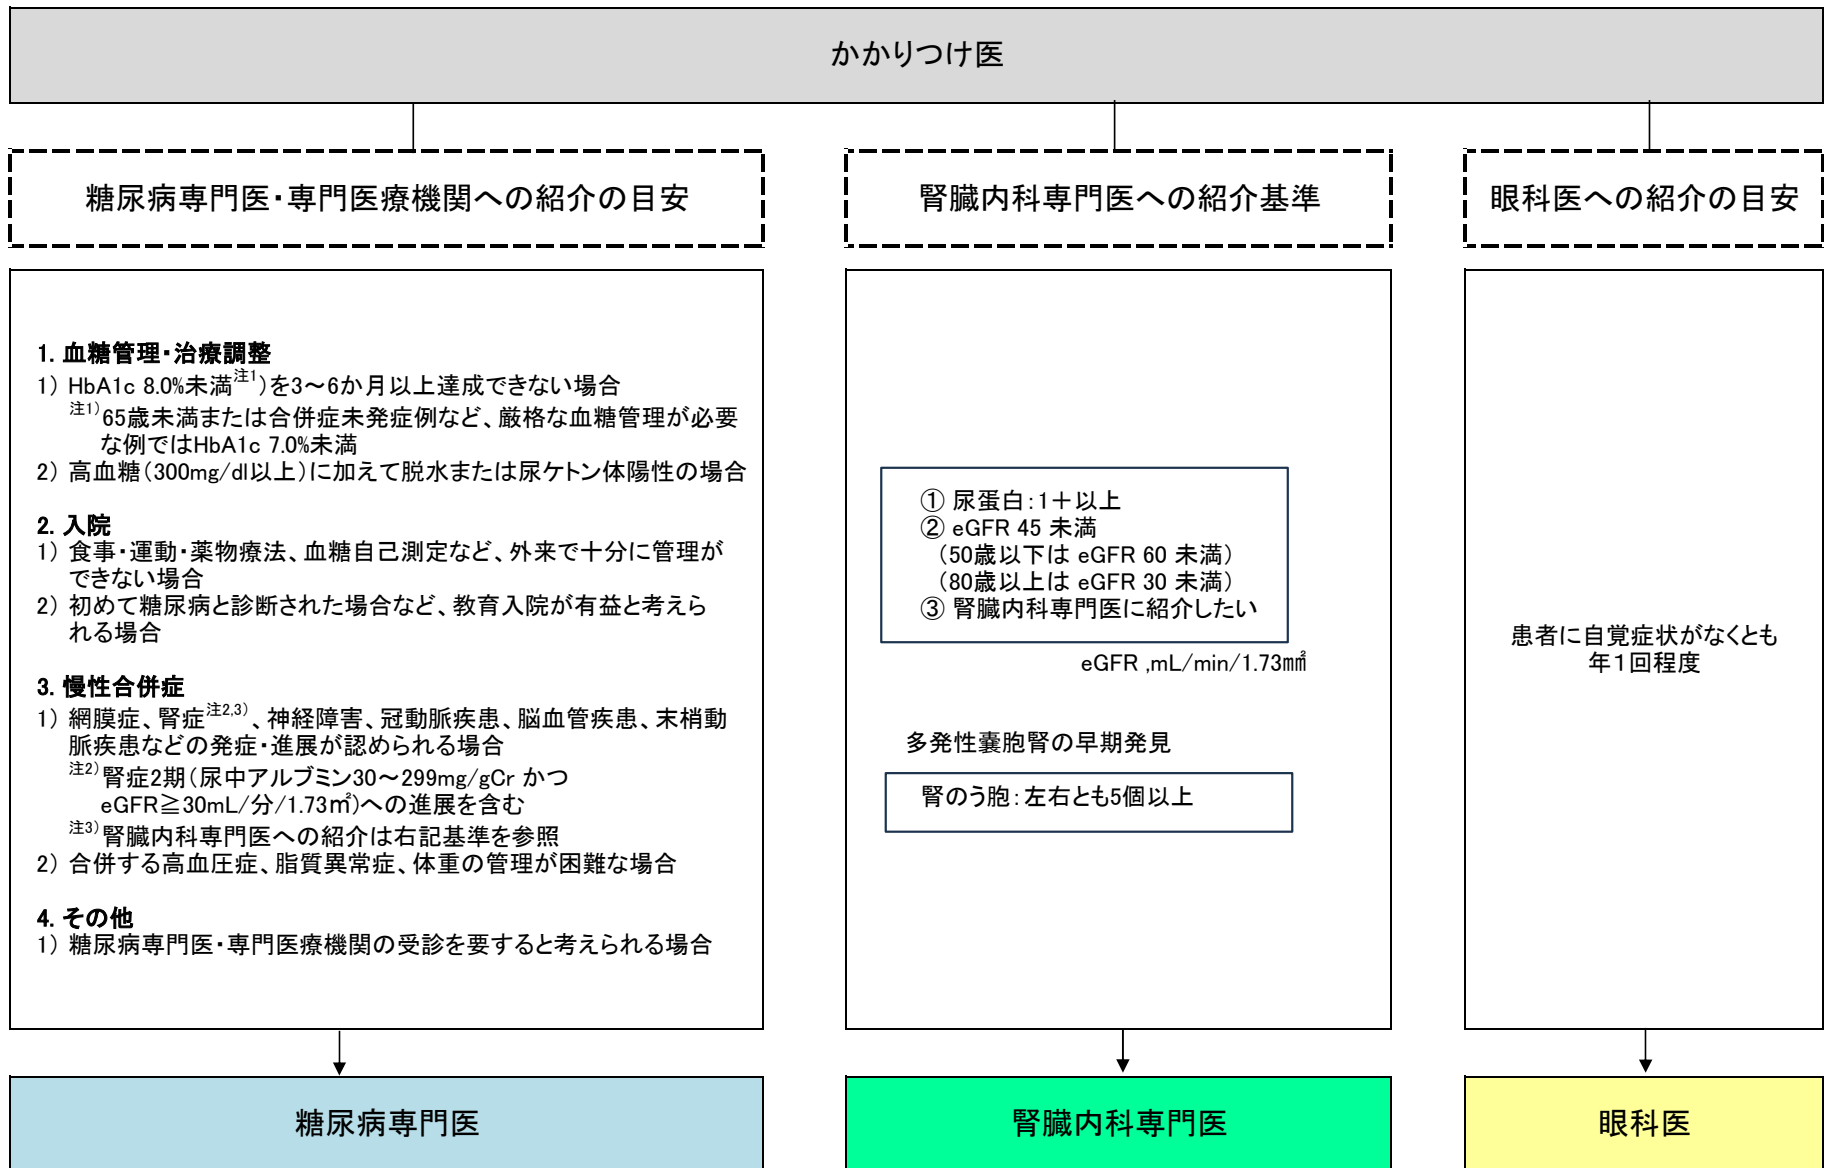 かかりつけ医
糖尿病専門医・専門医療機関への紹介の目安
1. 血糖管理・治療調整
1） HbA1c 8.0%未満注1）を3～6か月以上達成できない場合
注1）65歳未満または合併症未発症例など、厳格な血糖管理が必要
な例ではHbA1c 7.0%未満
2） 高血糖（300mg/dl以上）に加えて脱水または尿ケトン体陽性の場合
2. 入院
1） 食事・運動・薬物療法、血糖自己測定など、外来で十分に管理が
できない場合
2） 初めて糖尿病と診断された場合など、教育入院が有益と考えら
れる場合
3. 慢性合併症
1） 網膜症、腎症注2,3）、神経障害、冠動脈疾患、脳血管疾患、末梢動
脈疾患などの発症・進展が認められる場合
注2）腎症2期（尿中アルブミン30～299mg/gCr かつ
eGFR≧30mL/分/1.73㎡）への進展を含む
注3）腎臓内科専門医への紹介は右記基準を参照
2） 合併する高血圧症、脂質異常症、体重の管理が困難な場合
4. その他
1） 糖尿病専門医・専門医療機関の受診を要すると考えられる場合
糖尿病専門医
腎臓内科専門医への紹介基準
① 尿蛋白：1＋以上
② eGFR 45 未満
（50歳以下は eGFR 60 未満）
（80歳以上は eGFR 30 未満）
③ 腎臓内科専門医に紹介したい
eGFR ,mL/min/1.73m㎡
多発性嚢胞腎の早期発見
腎のう胞：左右とも5個以上
腎臓内科専門医
眼科医への紹介の目安
患者に自覚症状がなくとも
年１回程度
眼科医